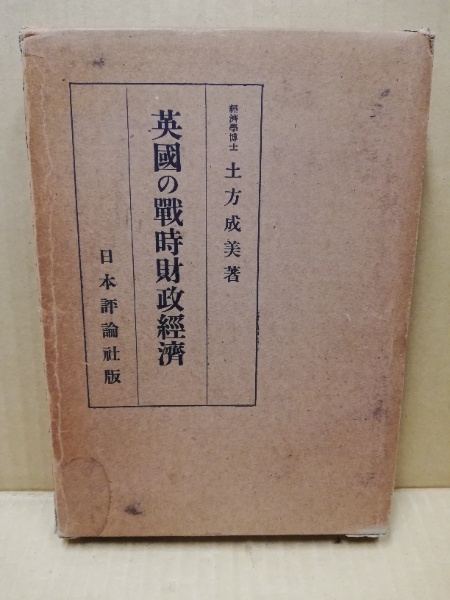 經濟學博士 土方成美著
英國の戰時財政經濟
日本評論社版